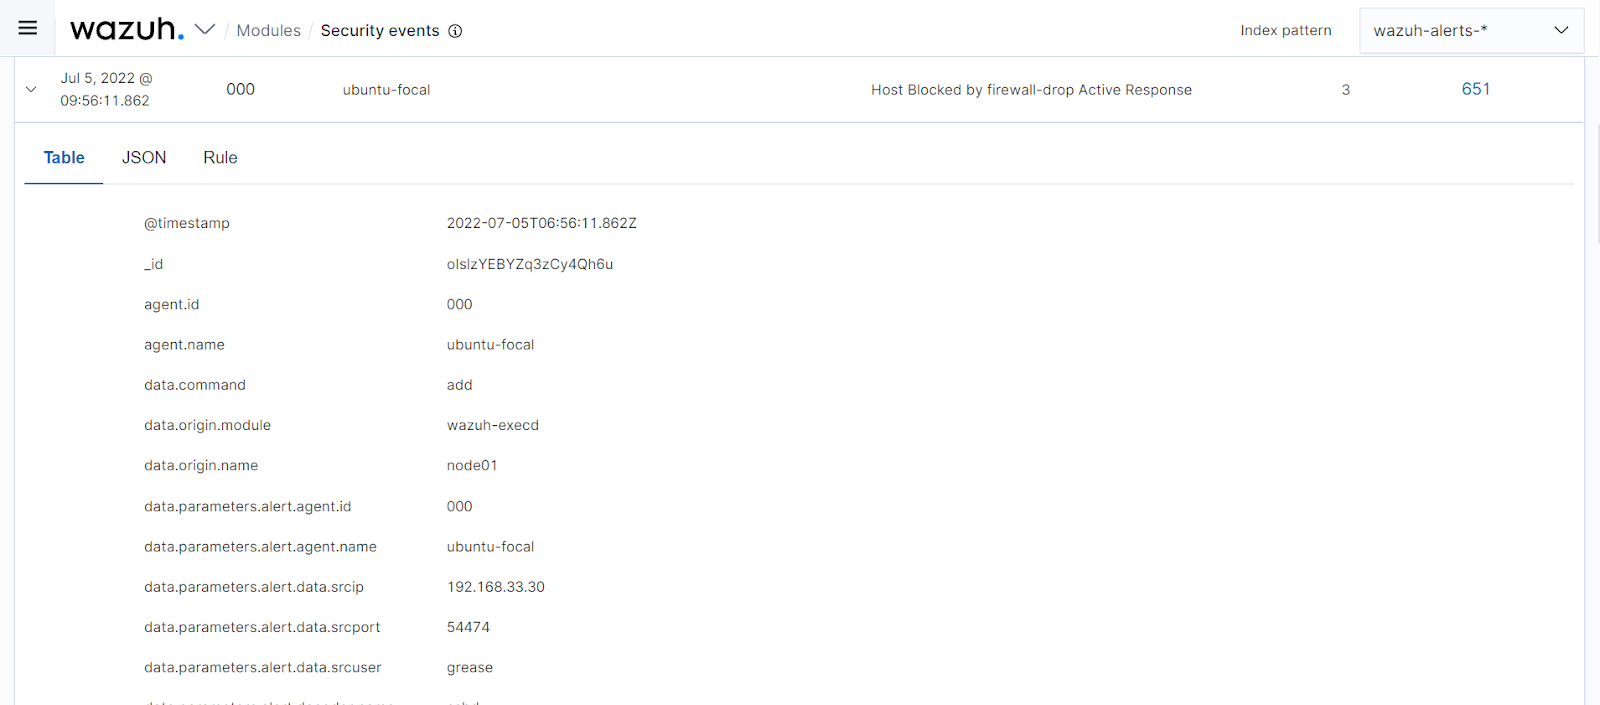 wazuh. / Modules / Security events Index pattern wazuh-alerts-*
Jul 5, 2022 @
09:56:11.862 000 ubuntu-focal Host Blocked by firewall-drop Active Response 3 651
Table JSON Rule
@timestamp 2022-07-05T06:56:11.862Z
_id olslzYEBYZq3zCy4Qh6u
agent.id 000
agent.name ubuntu-focal
data.command add
data.origin.module wazuh-execd
data.origin.name node01
data.parameters.alert.agent.id 000
data.parameters.alert.agent.name ubuntu-focal
data.parameters.alert.data.srcip 192.168.33.30
data.parameters.alert.data.srcport 54474
data.parameters.alert.data.srcuser grease